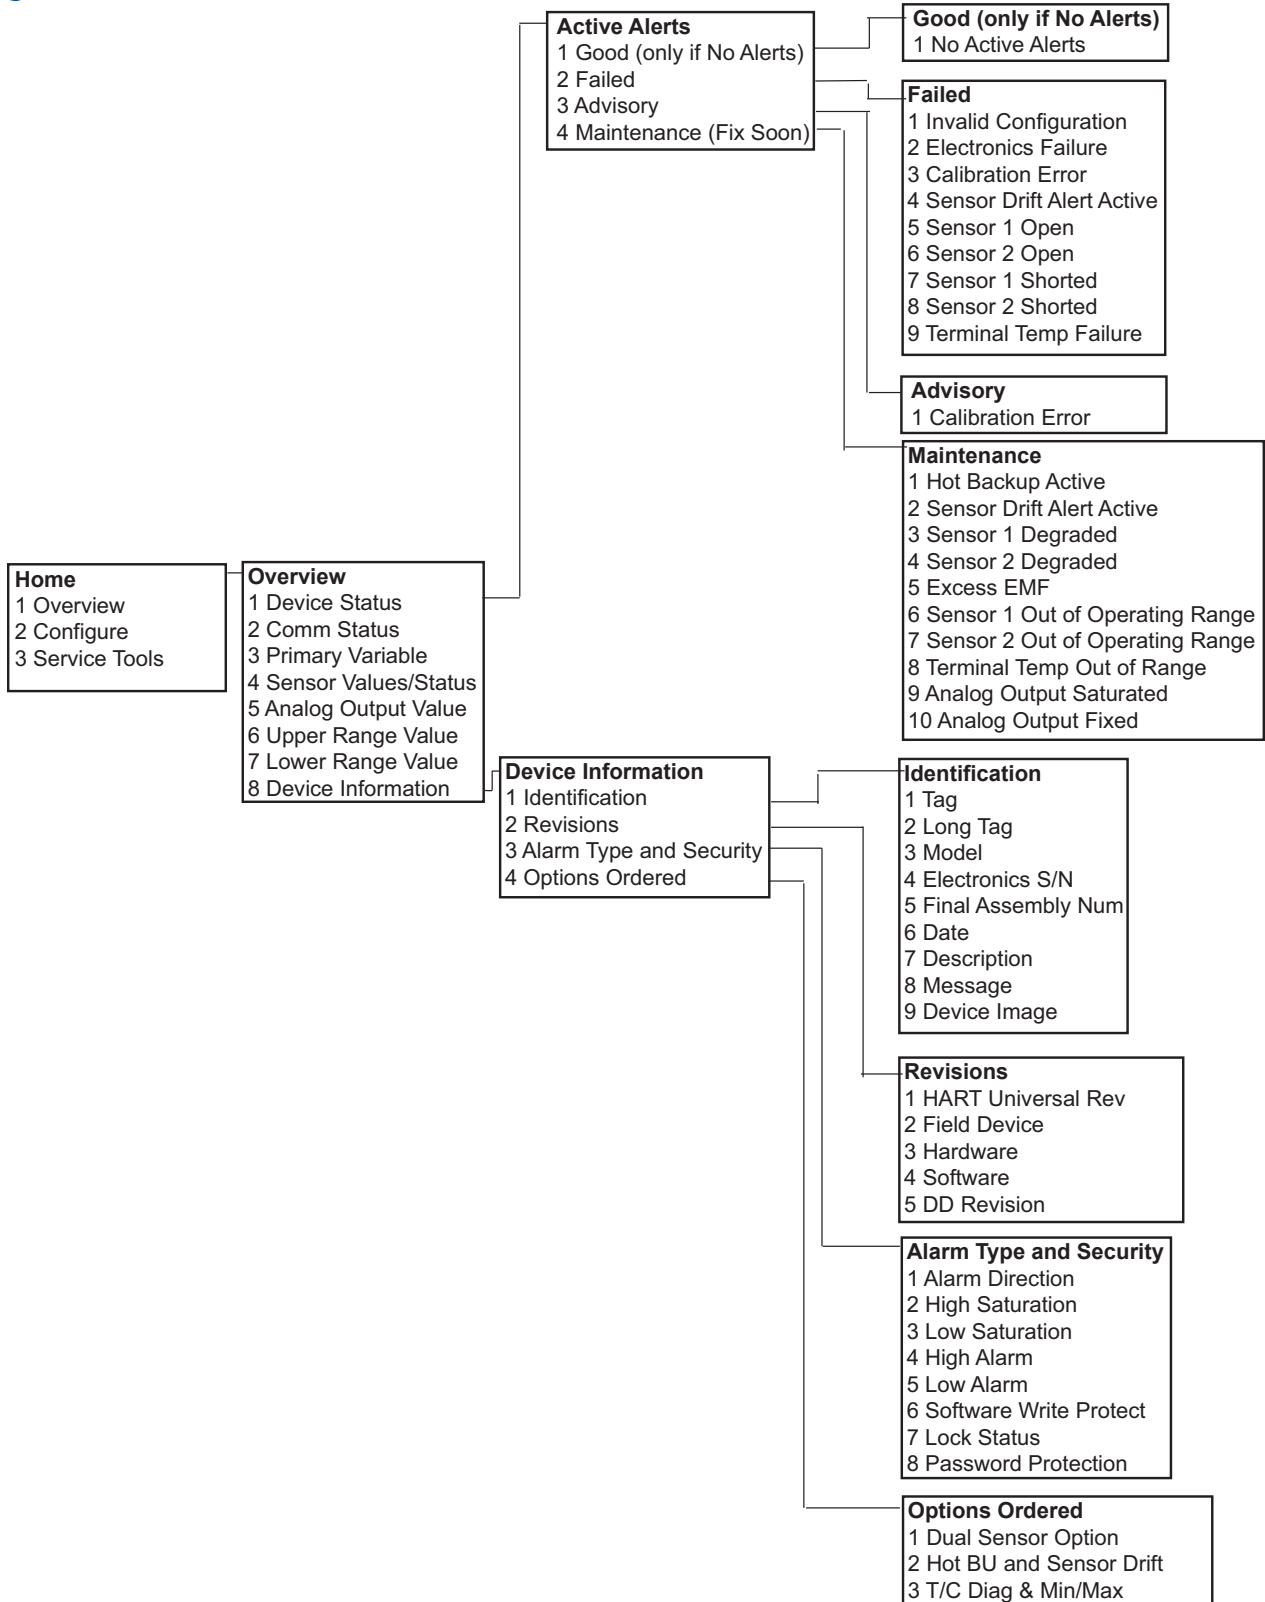 Home
1 Overview
2 Configure
3 Service Tools
Overview
1 Device Status
2 Comm Status
3 Primary Variable
4 Sensor Values/Status
5 Analog Output Value
6 Upper Range Value
7 Lower Range Value
8 Device Information
Active Alerts
1 Good (only if No Alerts)
2 Failed
3 Advisory
4 Maintenance (Fix Soon)
Good (only if No Alerts)
1 No Active Alerts
Failed
1 Invalid Configuration
2 Electronics Failure
3 Calibration Error
4 Sensor Drift Alert Active
5 Sensor 1 Open
6 Sensor 2 Open
7 Sensor 1 Shorted
8 Sensor 2 Shorted
9 Terminal Temp Failure
Advisory
1 Calibration Error
Maintenance
1 Hot Backup Active
2 Sensor Drift Alert Active
3 Sensor 1 Degraded
4 Sensor 2 Degraded
5 Excess EMF
6 Sensor 1 Out of Operating Range
7 Sensor 2 Out of Operating Range
8 Terminal Temp Out of Range
9 Analog Output Saturated
10 Analog Output Fixed
Device Information
1 Identification
2 Revisions
3 Alarm Type and Security
4 Options Ordered
Identification
1 Tag
2 Long Tag
3 Model
4 Electronics S/N
5 Final Assembly Num
6 Date
7 Description
8 Message
9 Device Image
Revisions
1 HART Universal Rev
2 Field Device
3 Hardware
4 Software
5 DD Revision
Alarm Type and Security
1 Alarm Direction
2 High Saturation
3 Low Saturation
4 High Alarm
5 Low Alarm
6 Software Write Protect
7 Lock Status
8 Password Protection
Options Ordered
1 Dual Sensor Option
2 Hot BU and Sensor Drift
3 T/C Diag & Min/Max